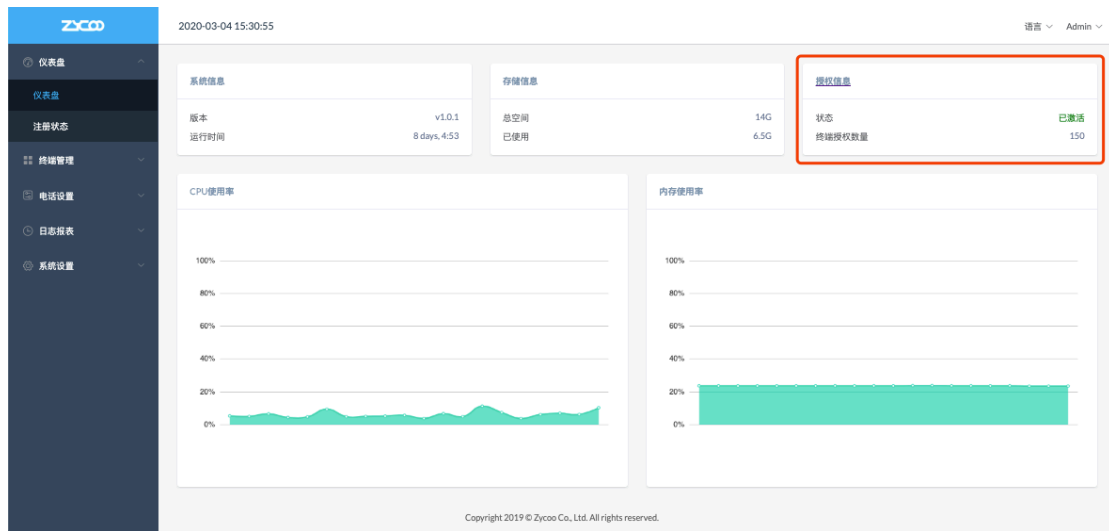 ZYCOO
2020-03-04 15:30:55
语言
Admin
仪表盘
仪表盘
注册状态
终端管理
电话设置
日志报表
系统设置
系统信息
版本 v1.0.1
运行时间 8 days, 4:53
存储信息
总空间 14G
已使用 6.5G
授权信息
状态 已激活
终端授权数量 150
CPU使用率
100%
80%
60%
40%
20%
0%
内存使用率
100%
80%
60%
40%
20%
0%
Copyright 2019 © Zycoo Co., Ltd. All rights reserved.